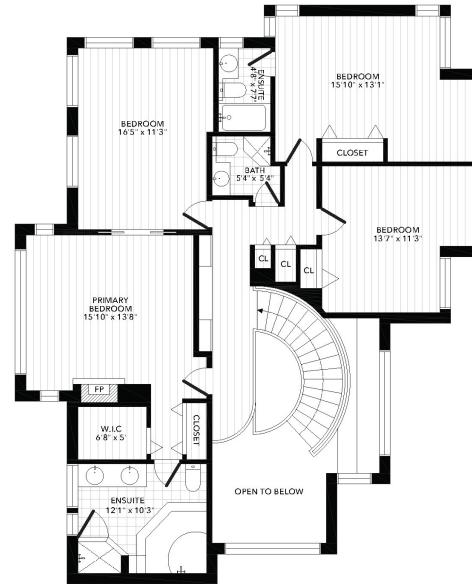 BEDROOM
16'5" x 11'3"
ENSUITE
4'8" x 7'7"
BEDROOM
15'10" x 13'1"
CLOSET
BATH
5'4" x 5'4"
BEDROOM
13'7" x 11'3"
CL
CL
CL
PRIMARY
BEDROOM
15'10" x 13'8"
FP
W.I.C
6'8" x 5'
CLOSET
ENSUITE
12'1" x 10'3"
OPEN TO BELOW